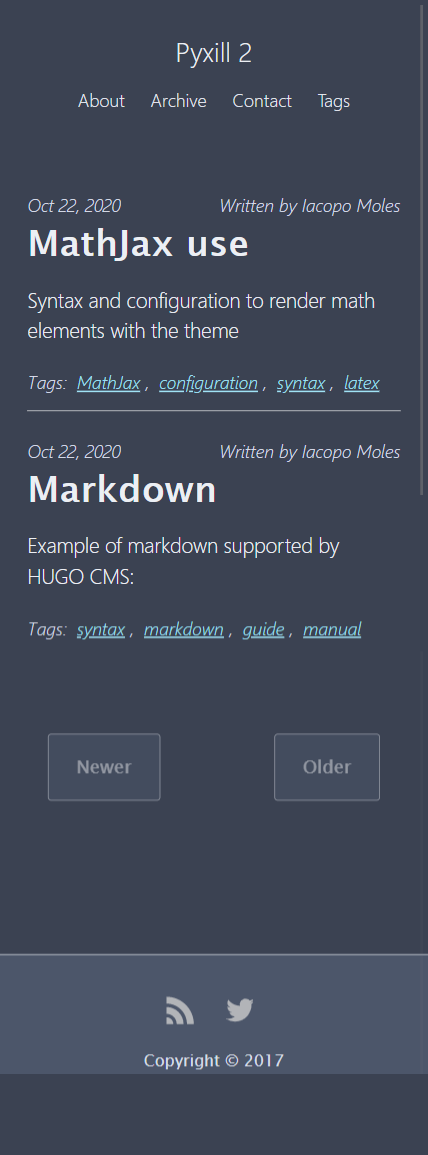 Pyxill 2
About Archive Contact Tags
Oct 22, 2020 Written by Iacopo Moles
MathJax use
Syntax and configuration to render math
elements with the theme
Tags: MathJax , configuration , syntax , latex
Oct 22, 2020 Written by Iacopo Moles
Markdown
Example of markdown supported by
HUGO CMS:
Tags: syntax , markdown , guide , manual
Newer Older
Copyright © 2017